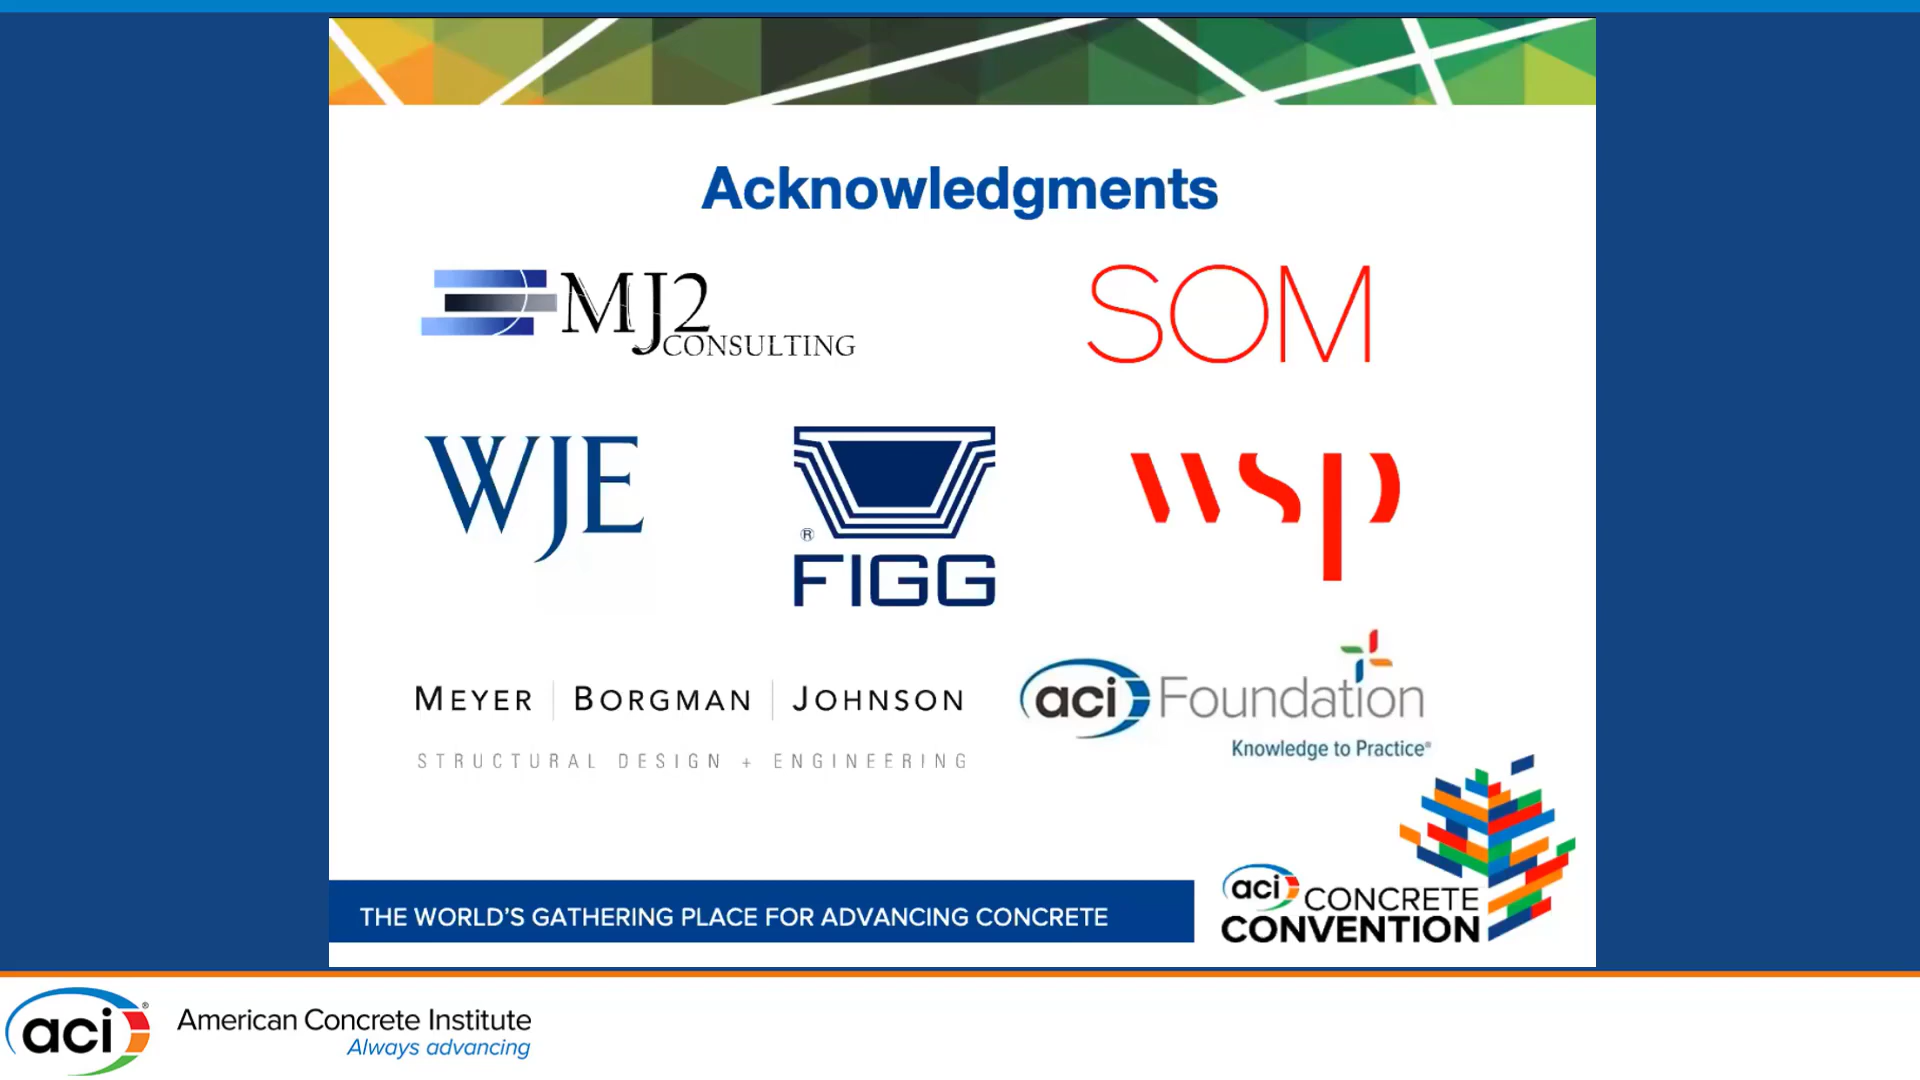 Acknowledgments
MJ2
CONSULTING
SOM
WJE
®
FIGG
wsp
MEYER | BORGMAN | JOHNSON
STRUCTURAL DESIGN + ENGINEERING
aci Foundation
Knowledge to Practice®
THE WORLD'S GATHERING PLACE FOR ADVANCING CONCRETE
aci CONCRETE
CONVENTION
aci®
American Concrete Institute
Always advancing